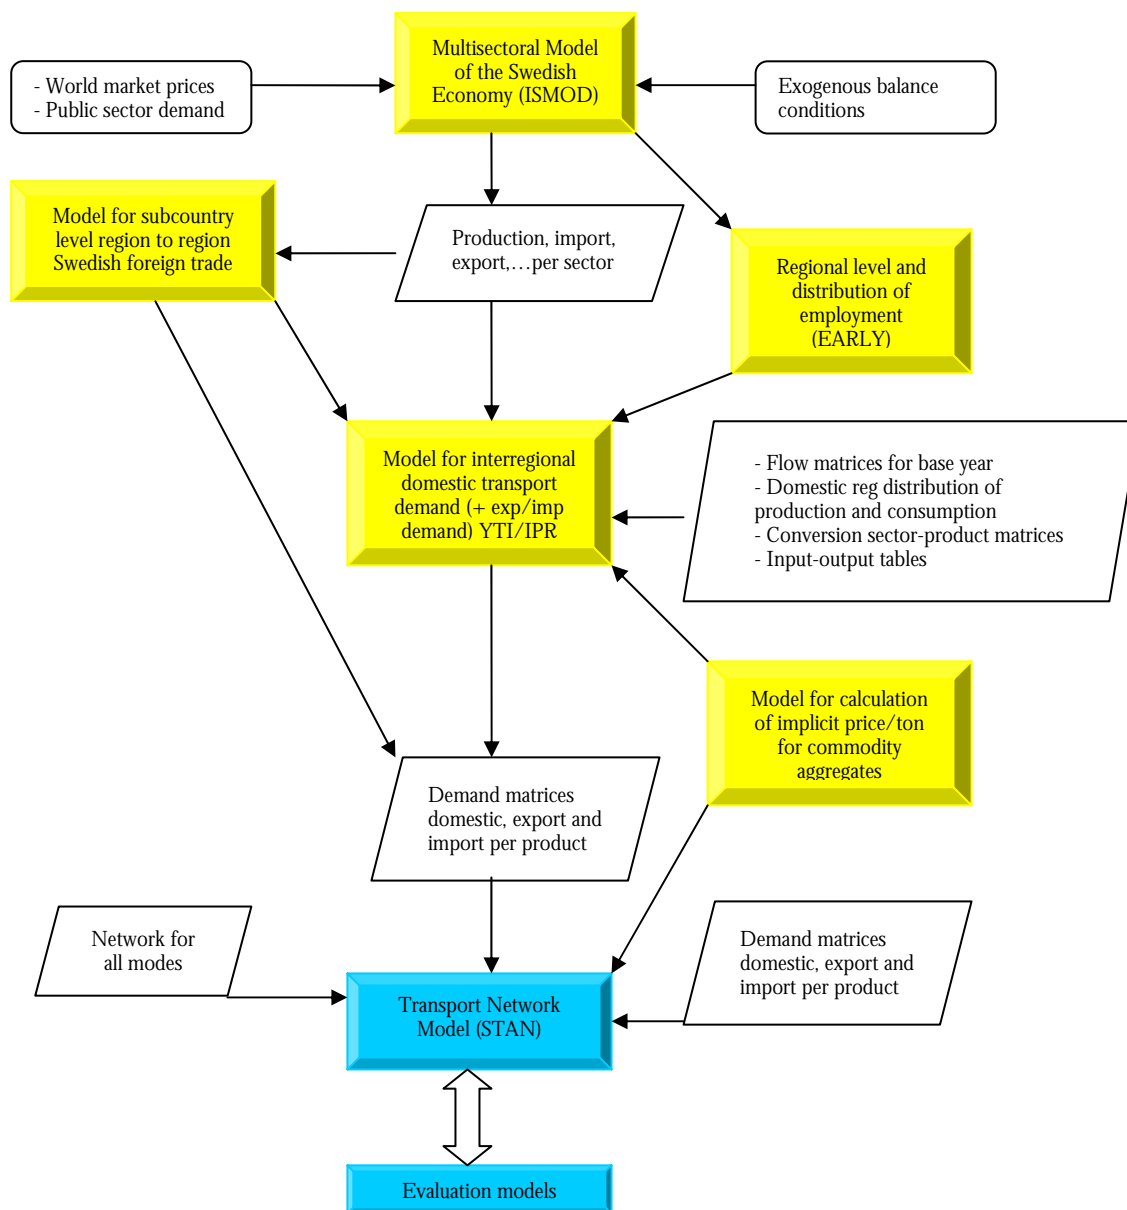 Multisectoral Model
of the Swedish
Economy (ISMOD)
- World market prices
- Public sector demand
Exogenous balance
conditions
Model for subcountry
level region to region
Swedish foreign trade
Production, import,
export,…per sector
Regional level and
distribution of
employment
(EARLY)
Model for interregional
domestic transport
demand (+ exp/imp
demand) YTI/IPR
- Flow matrices for base year
- Domestic reg distribution of
production and consumption
- Conversion sector-product matrices
- Input-output tables
Model for calculation
of implicit price/ton
for commodity
aggregates
Demand matrices
domestic, export and
import per product
Network for
all modes
Demand matrices
domestic, export and
import per product
Transport Network
Model (STAN)
Evaluation models